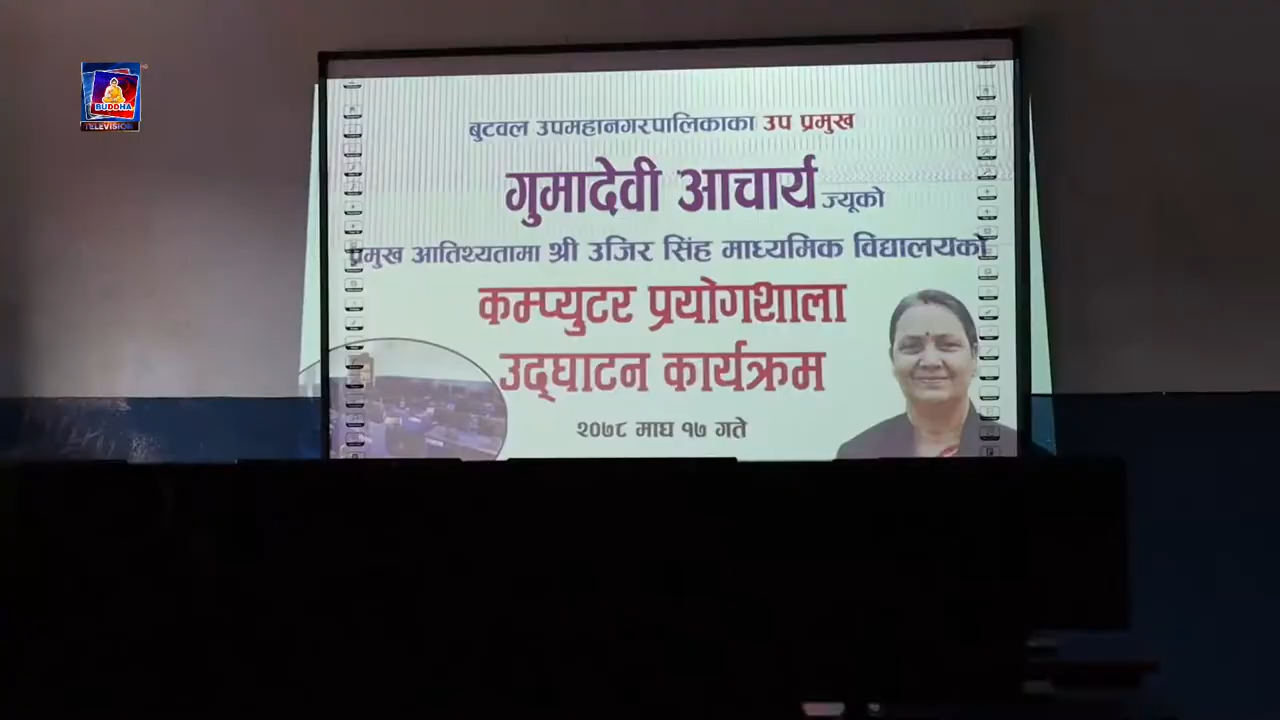 BUDDHA
TELEVISION
बुटवल उपमहानगरपालिकाका उप प्रमुख
गुमादेवी आचार्य ज्यूको
प्रमुख आतिथ्यतामा श्री उजिर सिंह माध्यमिक विद्यालयको
कम्प्युटर प्रयोगशाला
उद्घाटन कार्यक्रम
२०७८ माघ १७ गते